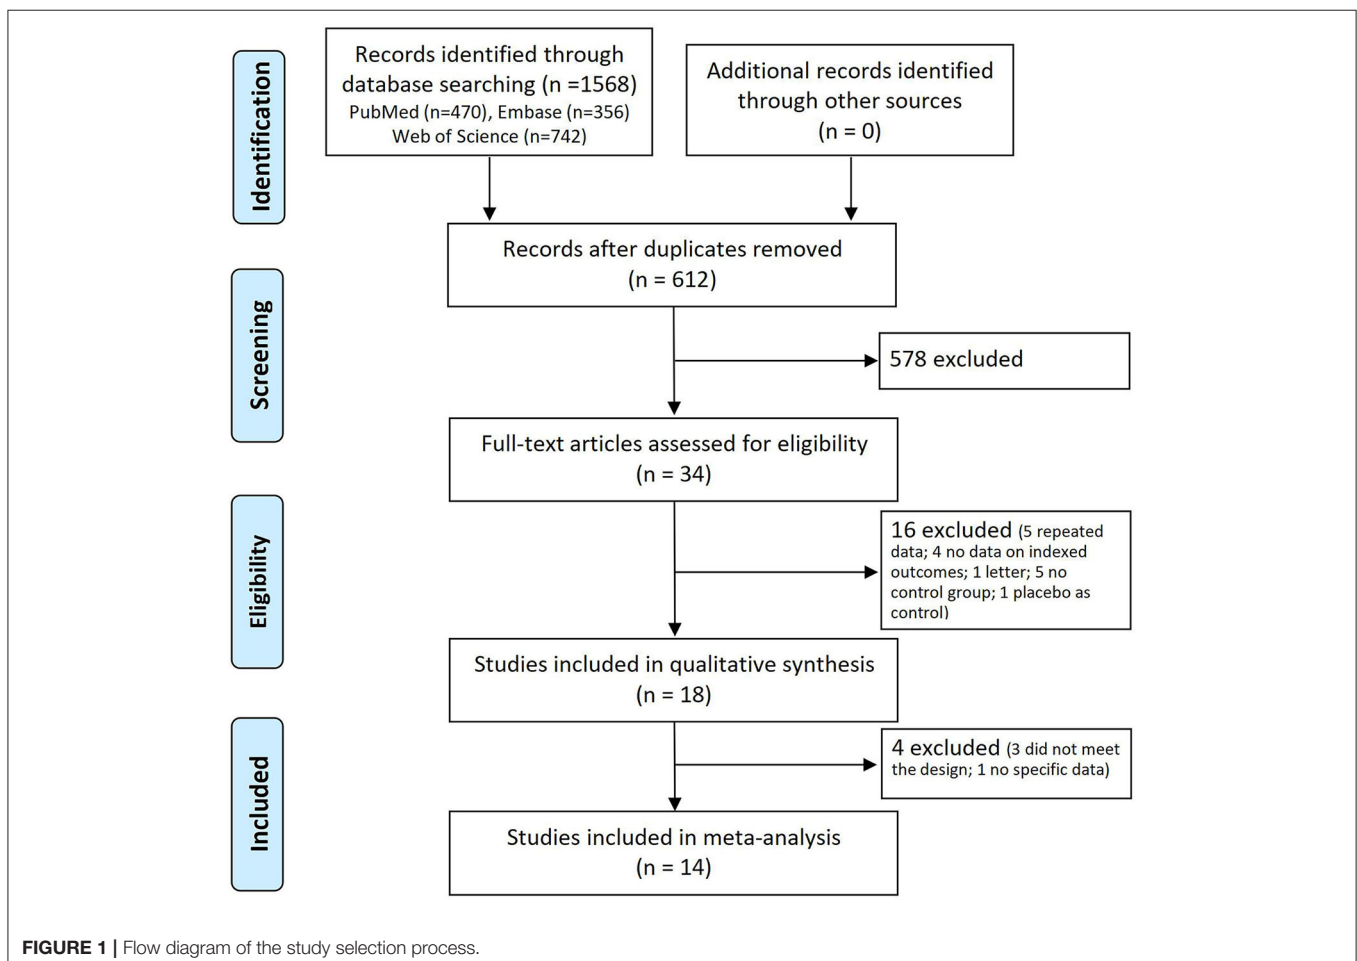 Identification
Records identified through
database searching (n =1568)
PubMed (n=470), Embase (n=356)
Web of Science (n=742)
Additional records identified
through other sources
(n = 0)
Records after duplicates removed
(n = 612)
Screening
578 excluded
Full-text articles assessed for eligibility
(n = 34)
Eligibility
16 excluded (5 repeated
data; 4 no data on indexed
outcomes; 1 letter; 5 no
control group; 1 placebo as
control)
Studies included in qualitative synthesis
(n = 18)
Included
4 excluded (3 did not meet
the design; 1 no specific data)
Studies included in meta-analysis
(n = 14)
FIGURE 1 | Flow diagram of the study selection process.